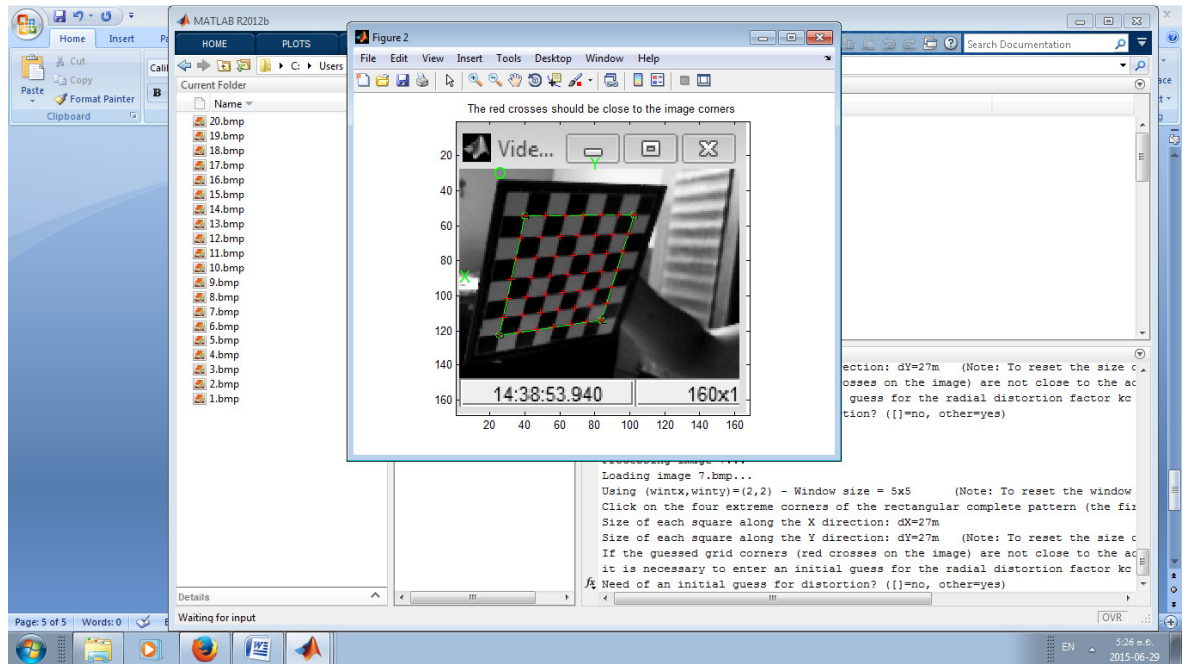 MATLAB R2012b
Home Insert
HOME PLOTS
Search Documentation
Cut
Copy
Paste
Format Painter
Clipboard
C: Users
Current Folder
Name
20.bmp
19.bmp
18.bmp
17.bmp
16.bmp
15.bmp
14.bmp
13.bmp
12.bmp
11.bmp
10.bmp
9.bmp
8.bmp
7.bmp
6.bmp
5.bmp
4.bmp
3.bmp
2.bmp
1.bmp
Details
Waiting for input
Figure 2
File Edit View Insert Tools Desktop Window Help
The red crosses should be close to the image corners
Vide...
O
Y
X
14:38:53.940 160x1
20
40
60
80
100
120
140
160
20 40 60 80 100 120 140 160
ection: dY=27m (Note: To reset the size
osses on the image) are not close to the ac
guess for the radial distortion factor kc
tion? ([]=no, other=yes)
Loading image 7.bmp...
Using (wintx,winty)=(2,2) - Window size = 5x5 (Note: To reset the window
Click on the four extreme corners of the rectangular complete pattern (the fir
Size of each square along the X direction: dX=27m
Size of each square along the Y direction: dY=27m (Note: To reset the size
If the guessed grid corners (red crosses on the image) are not close to the ac
it is necessary to enter an initial guess for the radial distortion factor kc
fx Need of an initial guess for distortion? ([]=no, other=yes)
OVR
Page: 5 of 5 Words: 0
EN
5:26
2015-06-29